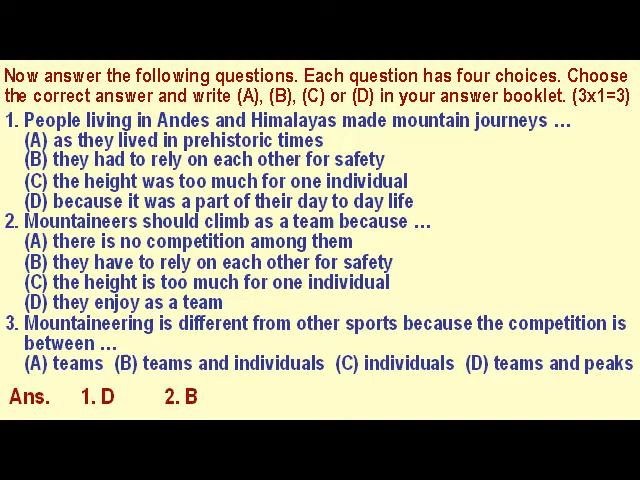 Now answer the following questions. Each question has four choices. Choose
the correct answer and write (A), (B), (C) or (D) in your answer booklet. (3x1=3)
1. People living in Andes and Himalayas made mountain journeys …
(A) as they lived in prehistoric times
(B) they had to rely on each other for safety
(C) the height was too much for one individual
(D) because it was a part of their day to day life
2. Mountaineers should climb as a team because …
(A) there is no competition among them
(B) they have to rely on each other for safety
(C) the height is too much for one individual
(D) they enjoy as a team
3. Mountaineering is different from other sports because the competition is
between …
(A) teams (B) teams and individuals (C) individuals (D) teams and peaks
Ans. 1. D 2. B